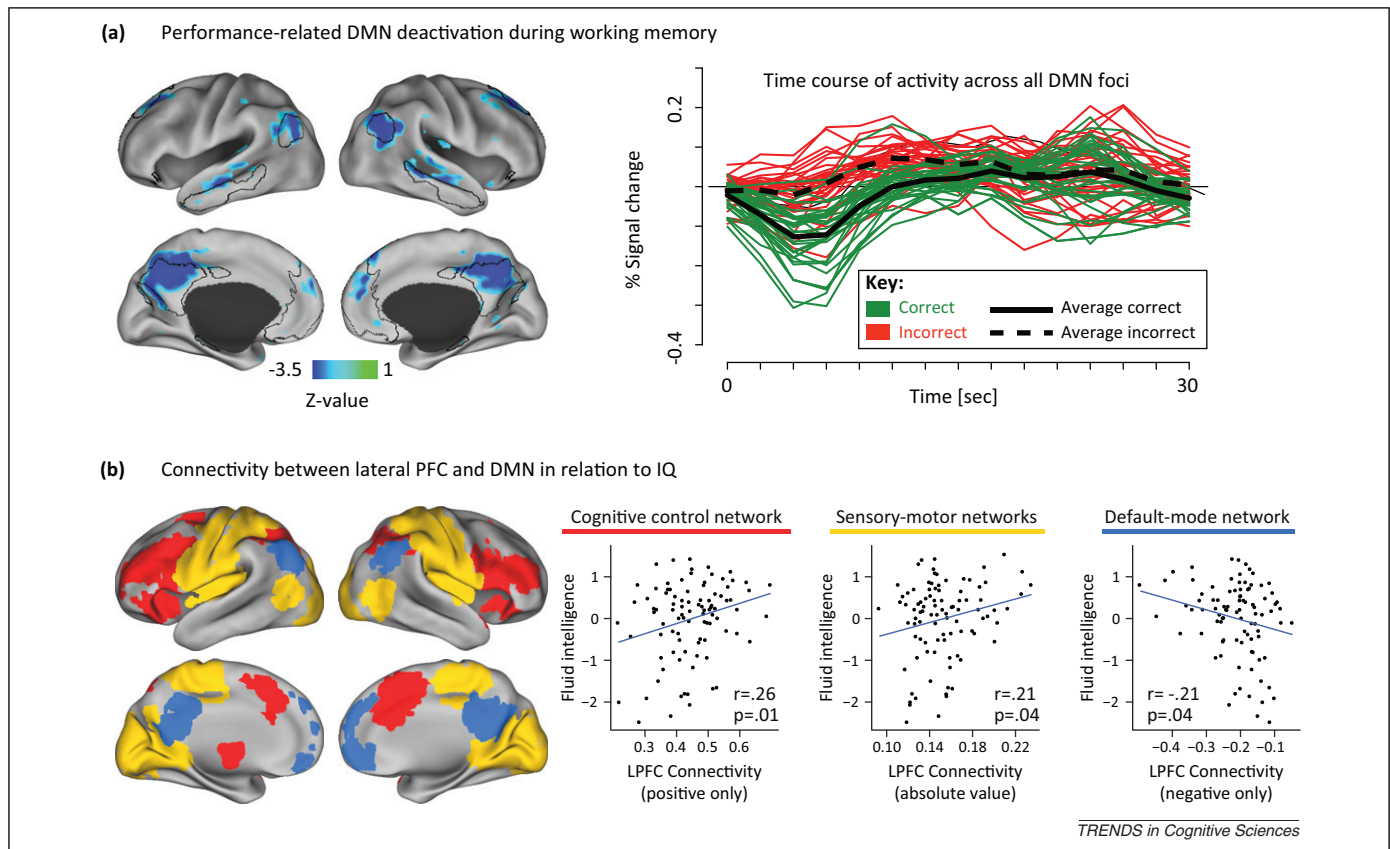 (a) Performance-related DMN deactivation during working memory
Time course of activity across all DMN foci
0.2
-0.4
% Signal change
Key:
Correct
Average correct
Incorrect
Average incorrect
0
30
Time [sec]
-3.5
1
Z-value
(b) Connectivity between lateral PFC and DMN in relation to IQ
Cognitive control network
Fluid intelligence
1
0
−1
−2
r=.26
p=.01
0.3 0.4 0.5 0.6
LPFC Connectivity
(positive only)
Sensory-motor networks
Fluid intelligence
1
0
−1
−2
r=.21
p=.04
0.10 0.14 0.18 0.22
LPFC Connectivity
(absolute value)
Default-mode network
Fluid intelligence
1
0
−1
−2
r= -.21
p=.04
−0.4 −0.3 −0.2 −0.1
LPFC Connectivity
(negative only)
TRENDS in Cognitive Sciences